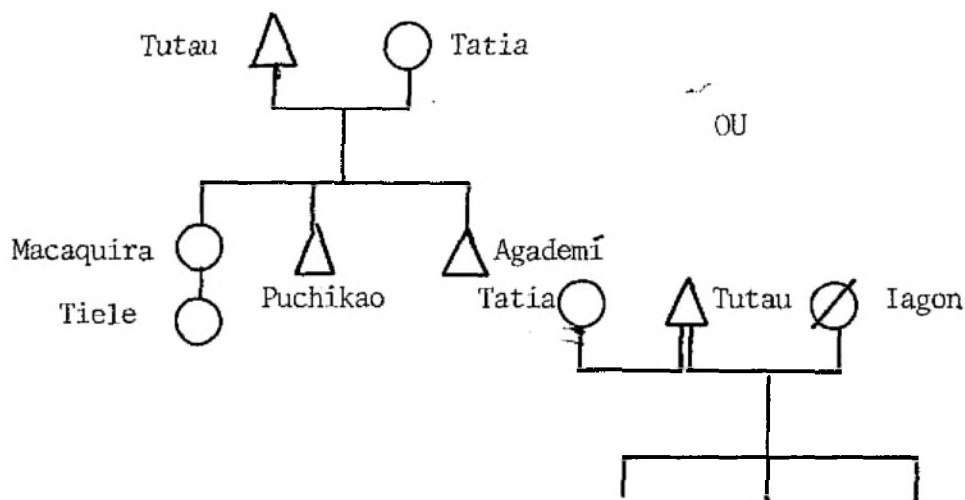 Tutau Tatia
OU
Macaquira Agademí
Puchikao
Tiele
Tatia Tutau Iagon